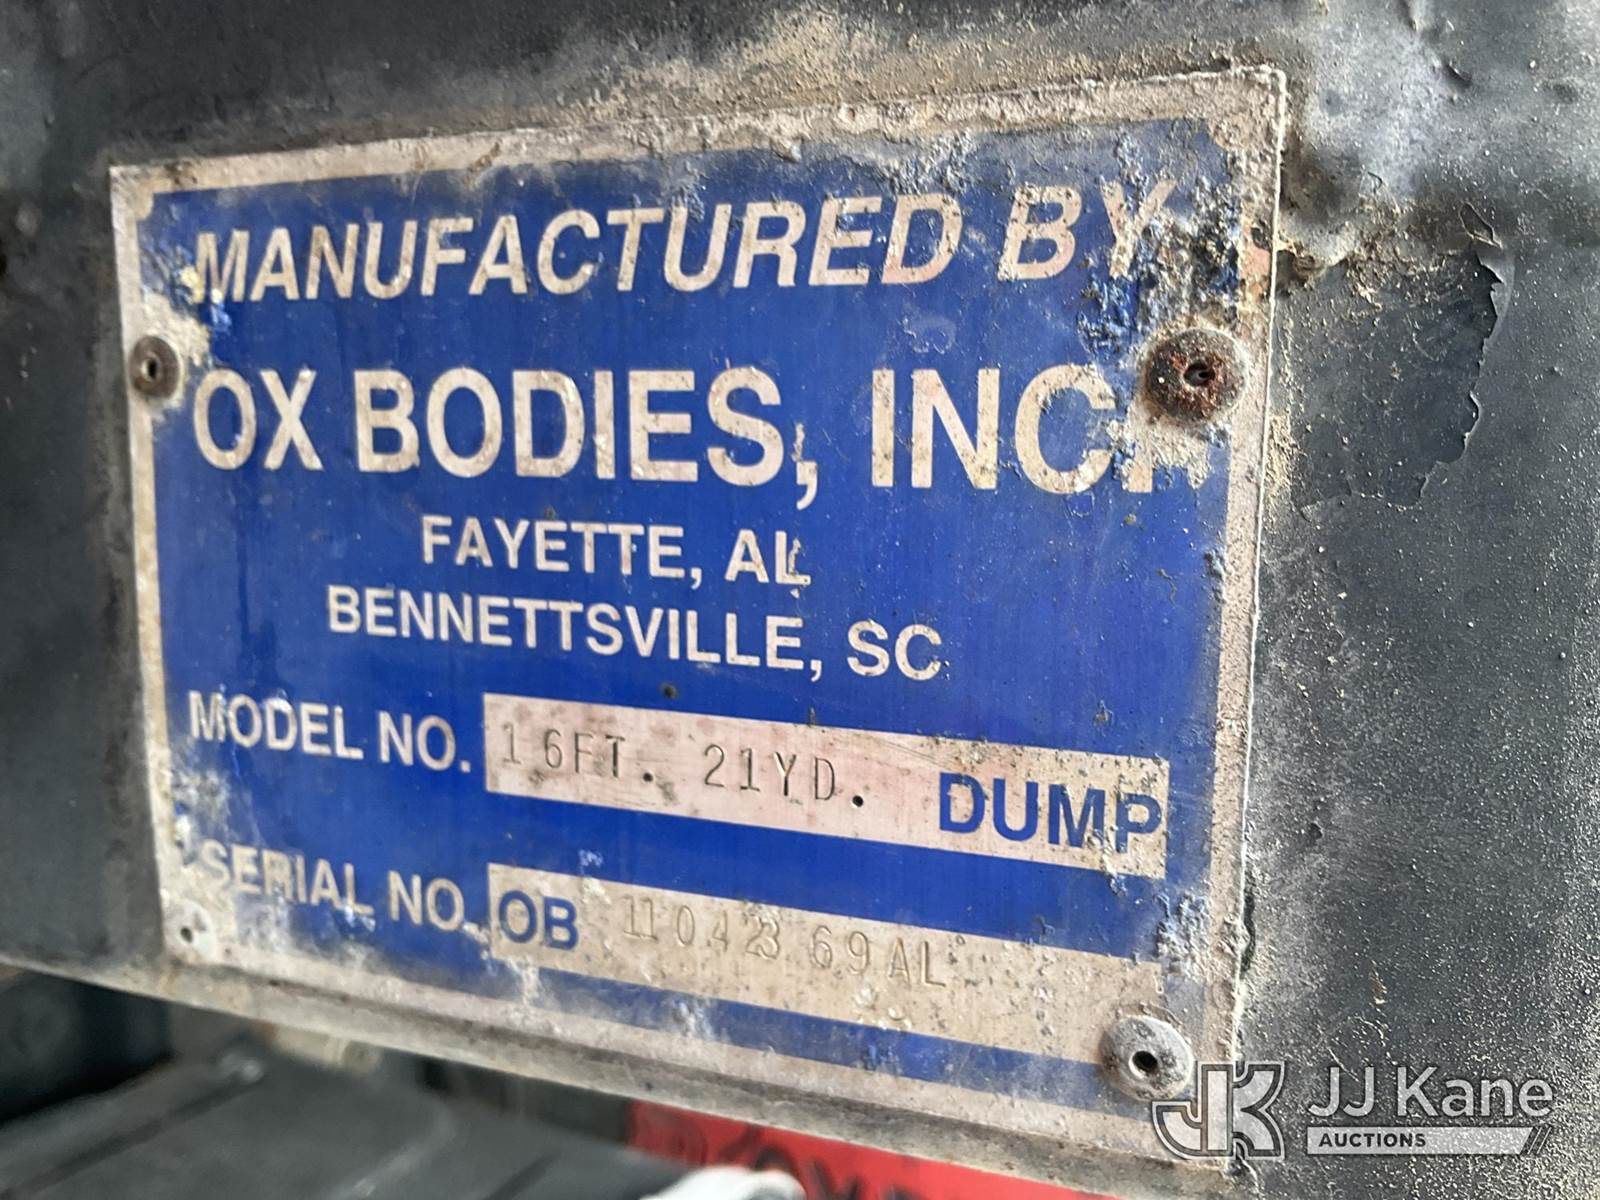 MANUFACTURED BY
OX BODIES, INC.
FAYETTE, AL
BENNETTSVILLE, SC
MODEL NO. 16FT. 21YD. DUMP
SERIAL NO. OB
JK JJ Kane
AUCTIONS